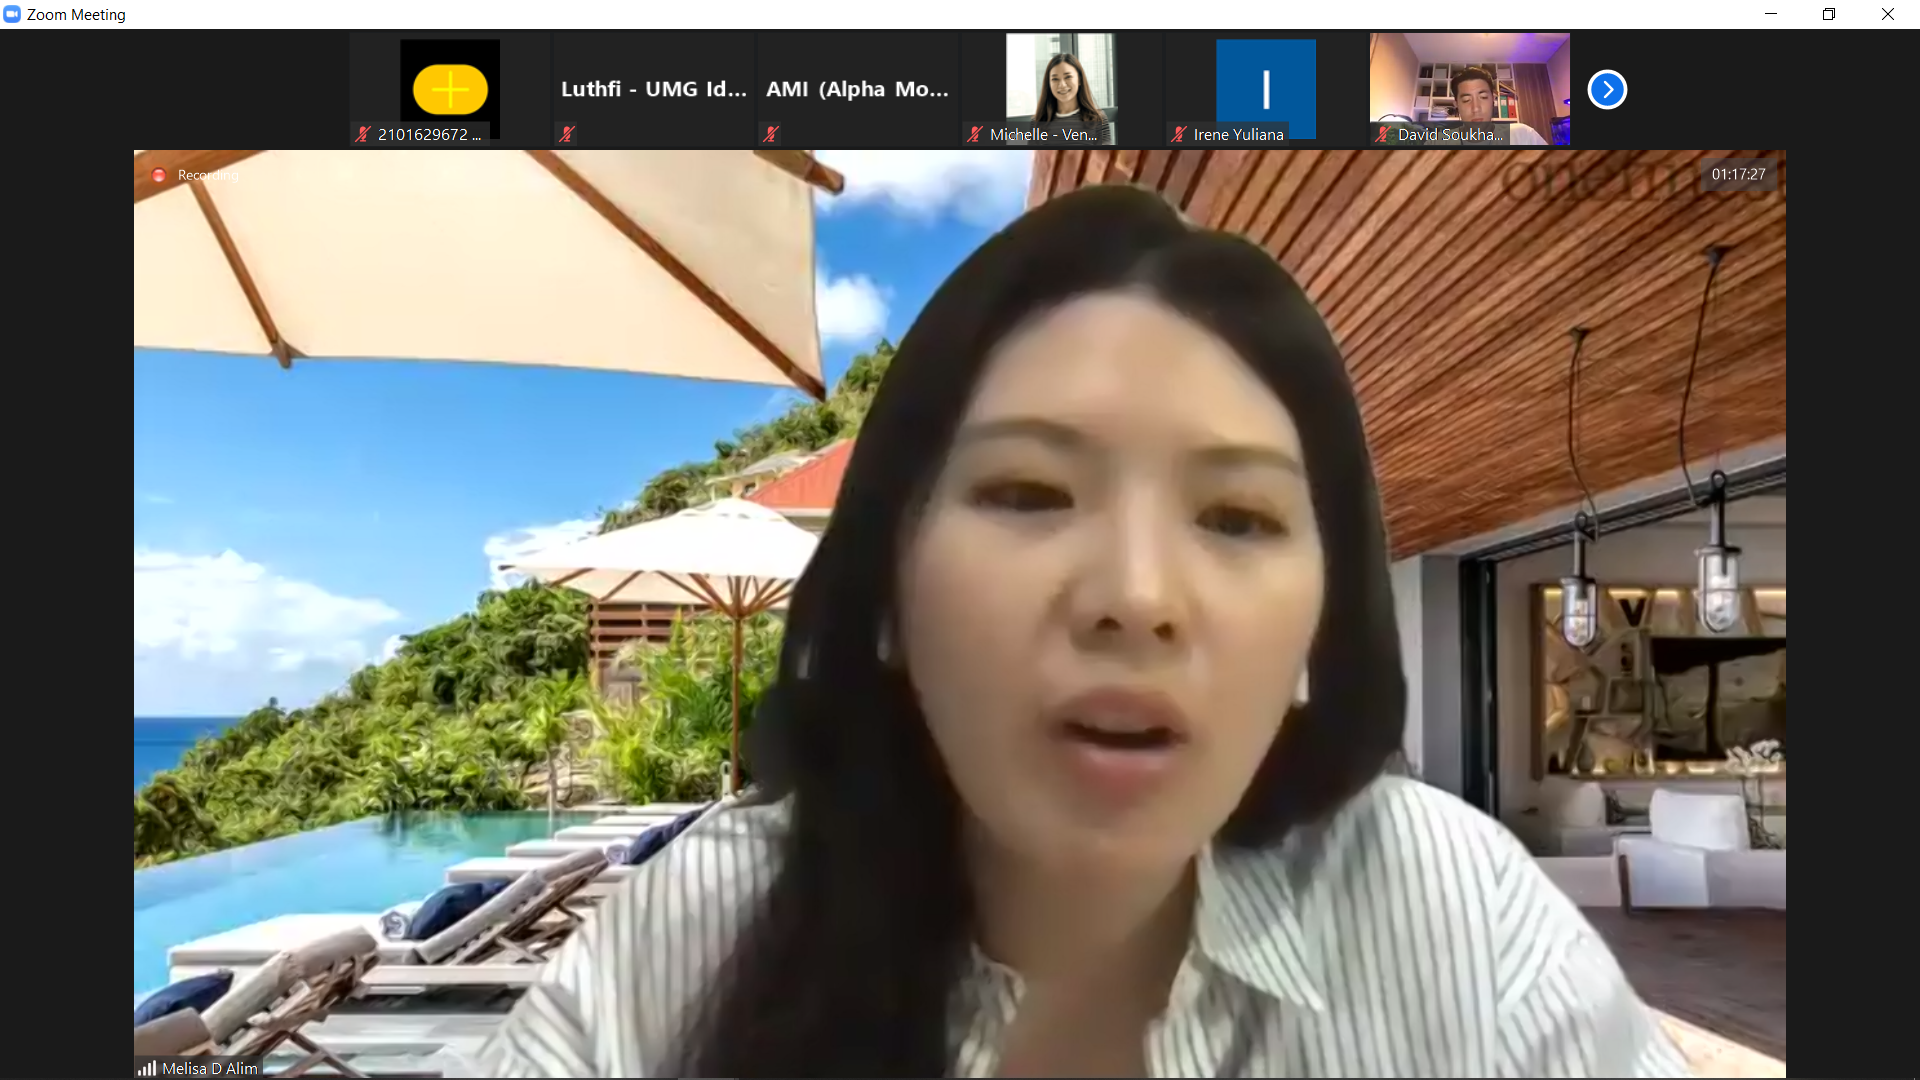 Zoom Meeting
2101629672 ...
Luthfi - UMG Id...
AMI (Alpha Mo...
Michelle - Ven...
I
Irene Yuliana
David Soukha...
Recording
01:17:27
V
Melisa D Alim